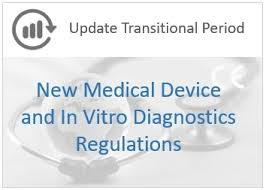 Update Transitional Period
New Medical Device
and In Vitro Diagnostics
Regulations